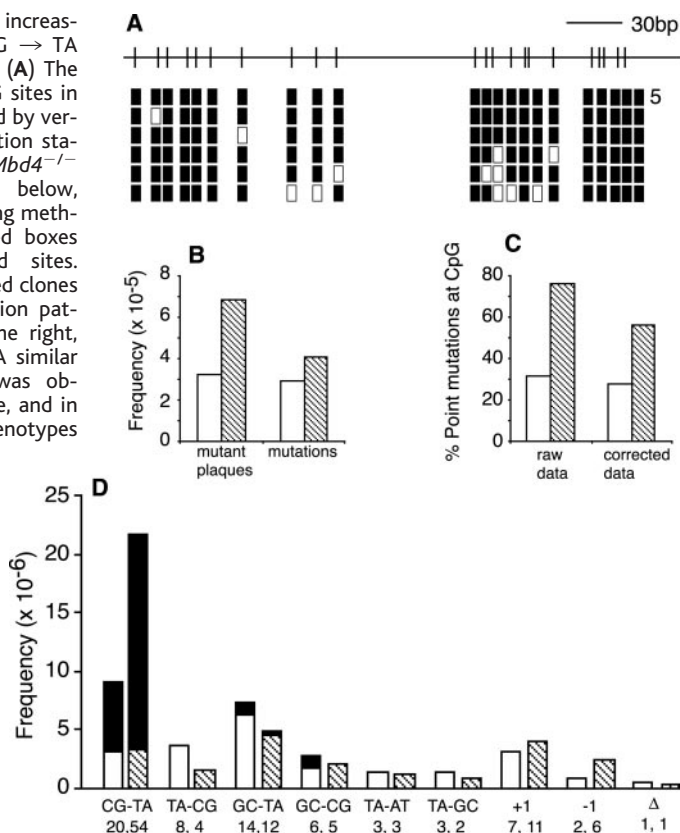 increas-
G → TA
(A) The
G sites in
d by ver-
tion sta-
Mbd4−/−
below,
ng meth-
d boxes
d sites.
ed clones
ion pat-
ne right,
A similar
was ob-
e, and in
enotypes
A
30bp
5
B
Frequency (x 10-5)
8
6
4
2
0
mutant
plaques
mutations
C
% Point mutations at CpG
80
60
40
20
0
raw
data
corrected
data
D
Frequency (x 10-6)
25
20
15
10
5
0
CG-TA TA-CG GC-TA GC-CG TA-AT TA-GC +1 -1 Δ
20,54 8, 4 14,12 6, 5 3, 3 3, 2 7, 11 2, 6 1, 1